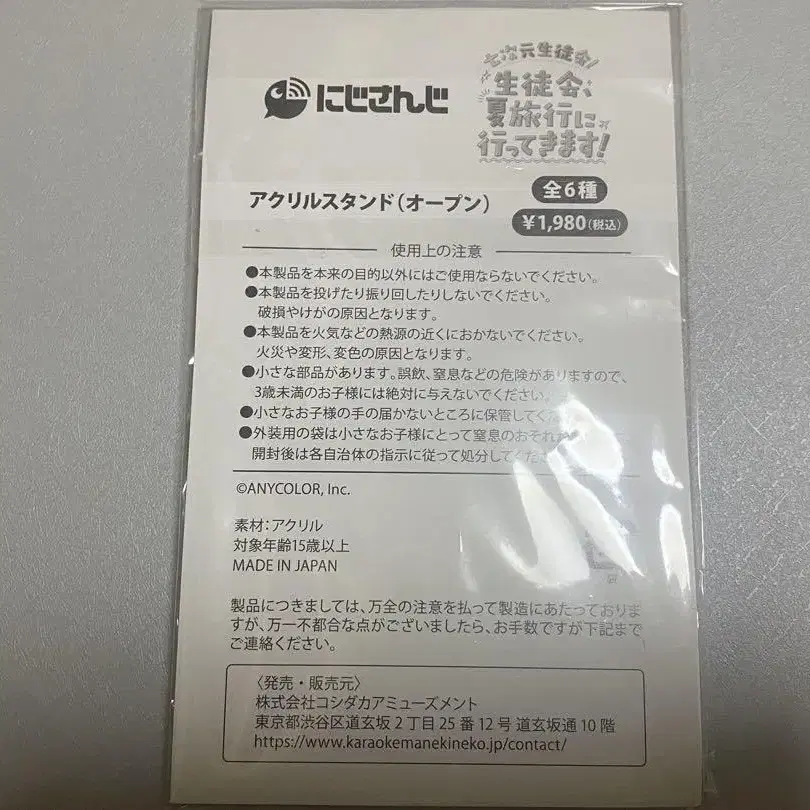 にじさんじ
七次元生徒会!
生徒会、
夏旅行に
行ってきます!
アクリルスタンド(オープン)
全6種
¥1,980(税込)
使用上の注意
●本製品を本来の目的以外にはご使用ならないでください。
●本製品を投げたり振り回したりしないでください。
破損やけがの原因となります。
●本製品を火気などの熱源の近くにおかないでください。
火災や変形、変色の原因となります。
●小さな部品があります。誤飲、窒息などの危険がありますので、
3歳未満のお子様には絶対に与えないでください。
●小さなお子様の手の届かないところに保管してくだ
●外装用の袋は小さなお子様にとって窒息のおそれが
開封後は各自治体の指示に従って処分してくださ
©ANYCOLOR, Inc.
素材:アクリル
対象年齢15歳以上
MADE IN JAPAN
製品につきましては、万全の注意を払って製造にあたっておりま
すが、万一不都合な点がございましたら、お手数ですが下記まで
ご連絡ください。
〈発売・販売元〉
株式会社コシダカアミューズメント
東京都渋谷区道玄坂2丁目25番12号 道玄坂通10階
https://www.karaokemanekineko.jp/contact/